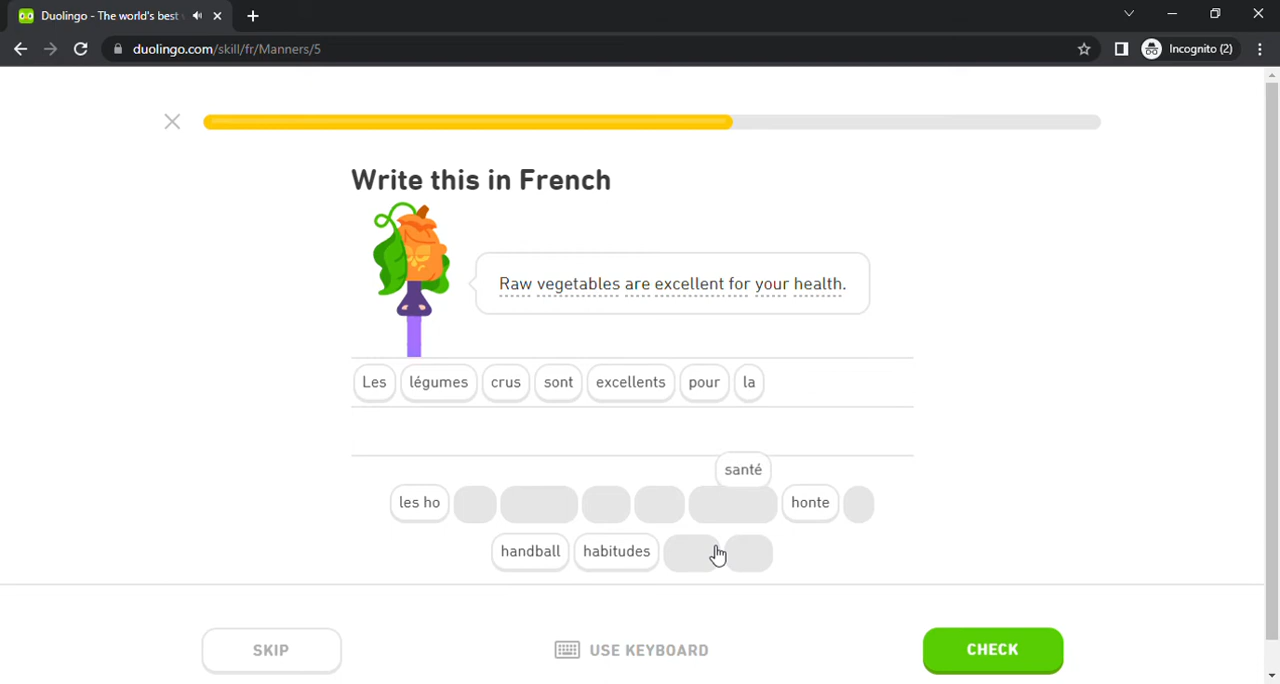 Duolingo - The world's best
duolingo.com/skill/fr/Manners/5
Incognito (2)
Write this in French
Raw vegetables are excellent for your health.
Les légumes crus sont excellents pour la
santé
les ho honte
handball habitudes
SKIP USE KEYBOARD CHECK